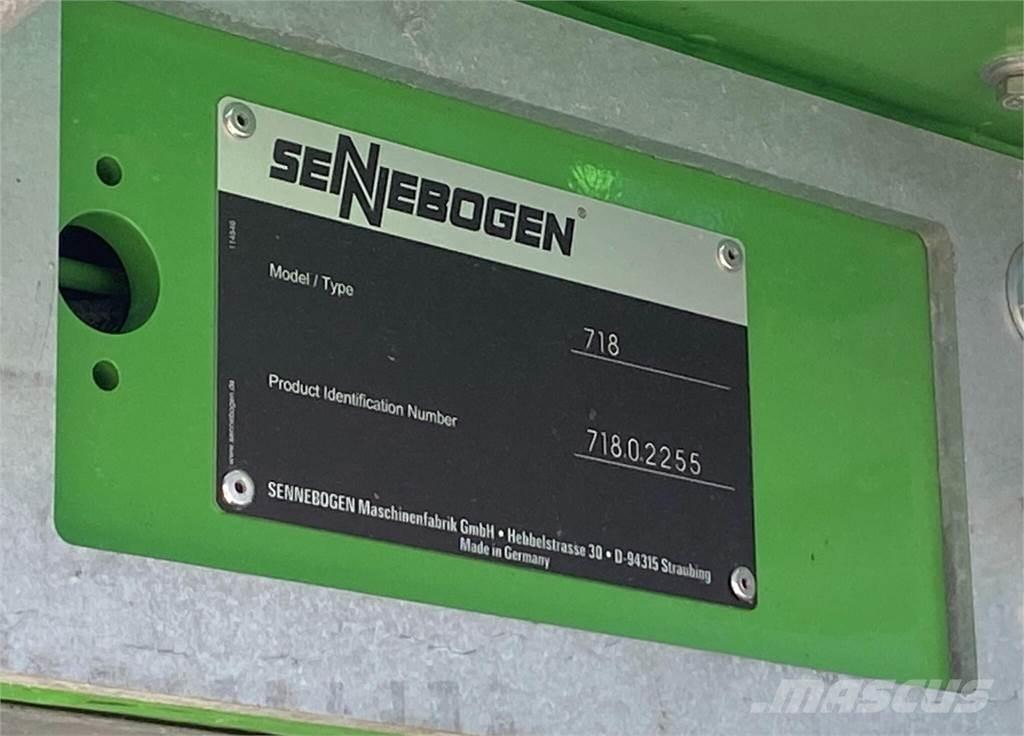 SENNEBOGEN®
114846
Model / Type
718
Product Identification Number
718.0.2255
www.sennebogen.de
SENNEBOGEN Maschinenfabrik GmbH • Hebbelstrasse 30 • D-94315 Straubing
Made in Germany
MASCUS